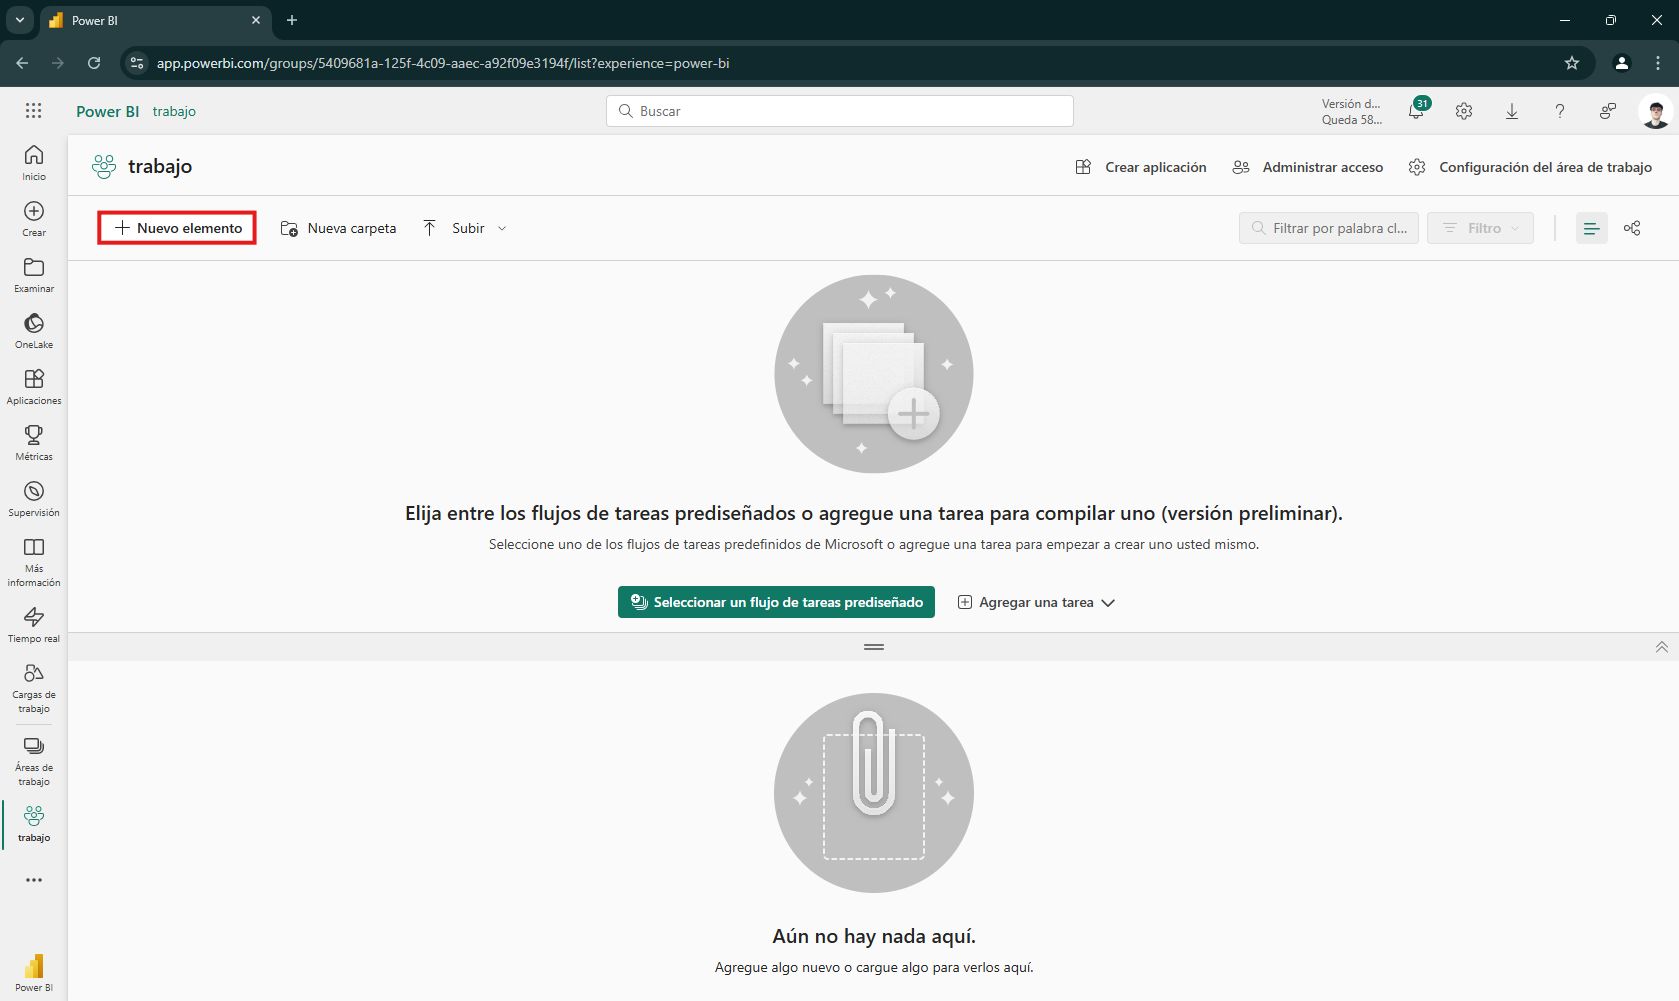 Power BI
app.powerbi.com/groups/5409681a-125f-4c09-aaec-a92f09e3194f/list?experience=power-bi
Power BI trabajo
Buscar
Versión d...
Queda 58...
31
Inicio
Crear
Examinar
OneLake
Aplicaciones
Métricas
Supervisión
Más
información
Tiempo real
Cargas de
trabajo
Áreas de
trabajo
trabajo
Power BI
trabajo
Crear aplicación
Administrar acceso
Configuración del área de trabajo
Nuevo elemento
Nueva carpeta
Subir
Filtrar por palabra cl...
Filtro
Elija entre los flujos de tareas prediseñados o agregue una tarea para compilar uno (versión preliminar).
Seleccione uno de los flujos de tareas predefinidos de Microsoft o agregue una tarea para empezar a crear uno usted mismo.
Seleccionar un flujo de tareas prediseñado
Agregar una tarea
Aún no hay nada aquí.
Agregue algo nuevo o cargue algo para verlos aquí.